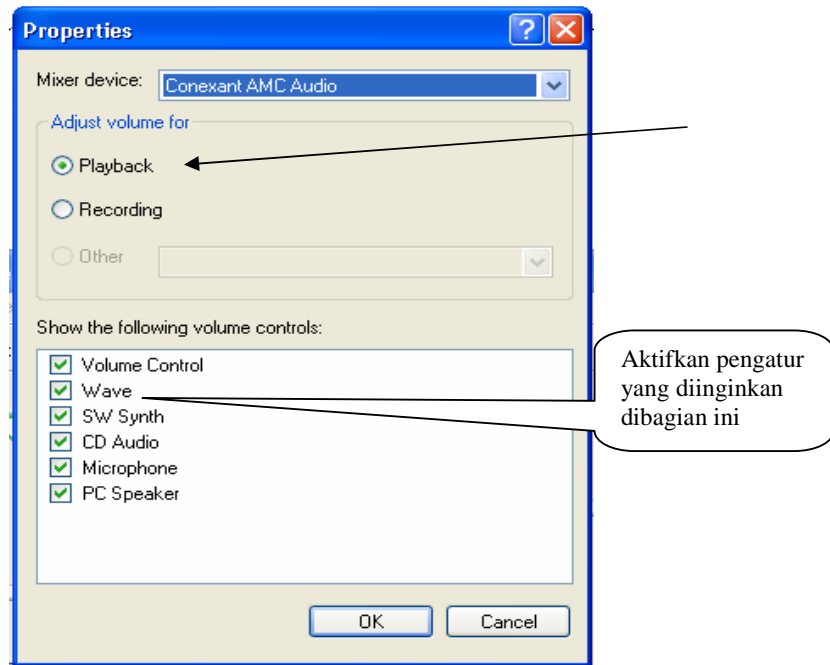 Properties
Mixer device: Conexant AMC Audio
Adjust volume for
Playback
Recording
Other
Show the following volume controls:
Volume Control
Wave
SW Synth
CD Audio
Microphone
PC Speaker
Aktifkan pengatur
yang diinginkan
dibagian ini
OK Cancel